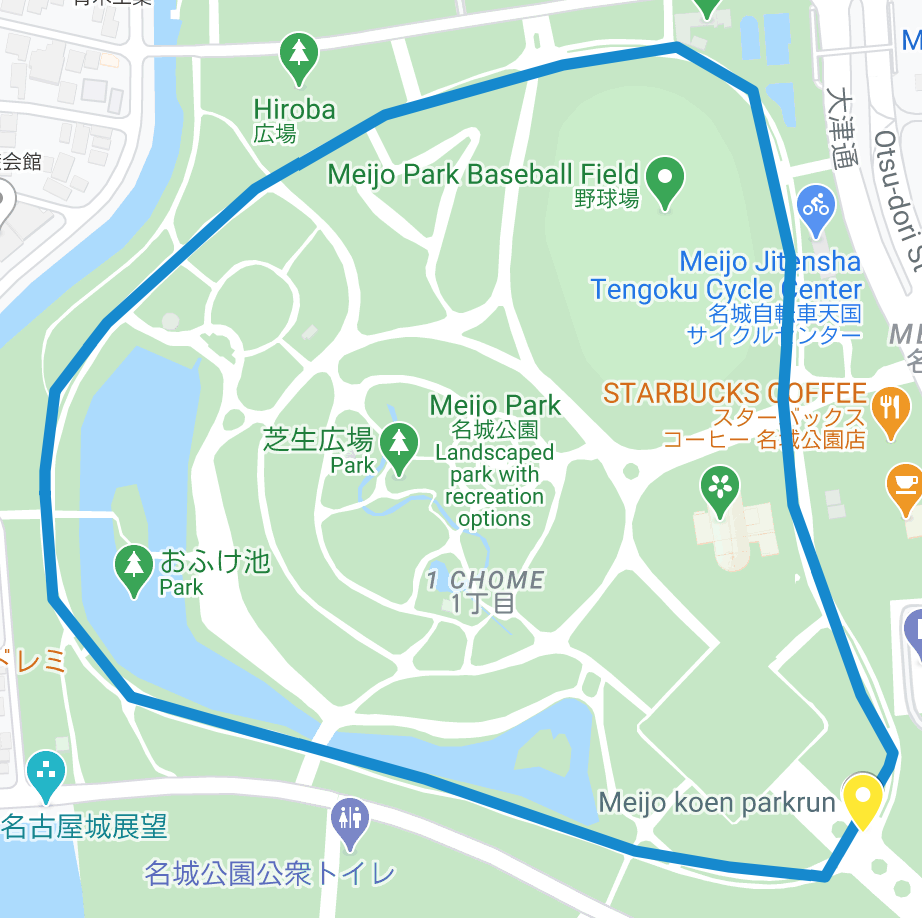 Hiroba
広場
会館
大津通
Otsu-dori St
Meijo Park Baseball Field
野球場
Meijo Jitensha
Tengoku Cycle Center
名城自転車天国
サイクルセンター
STARBUCKS COFFEE
スターバックス
コーヒー 名城公園店
Meijo Park
名城公園
Landscaped
park with
recreation
options
芝生広場
Park
おふけ池
Park
1 CHOME
1丁目
ドレミ
Meijo koen parkrun
名古屋城展望
名城公園公衆トイレ